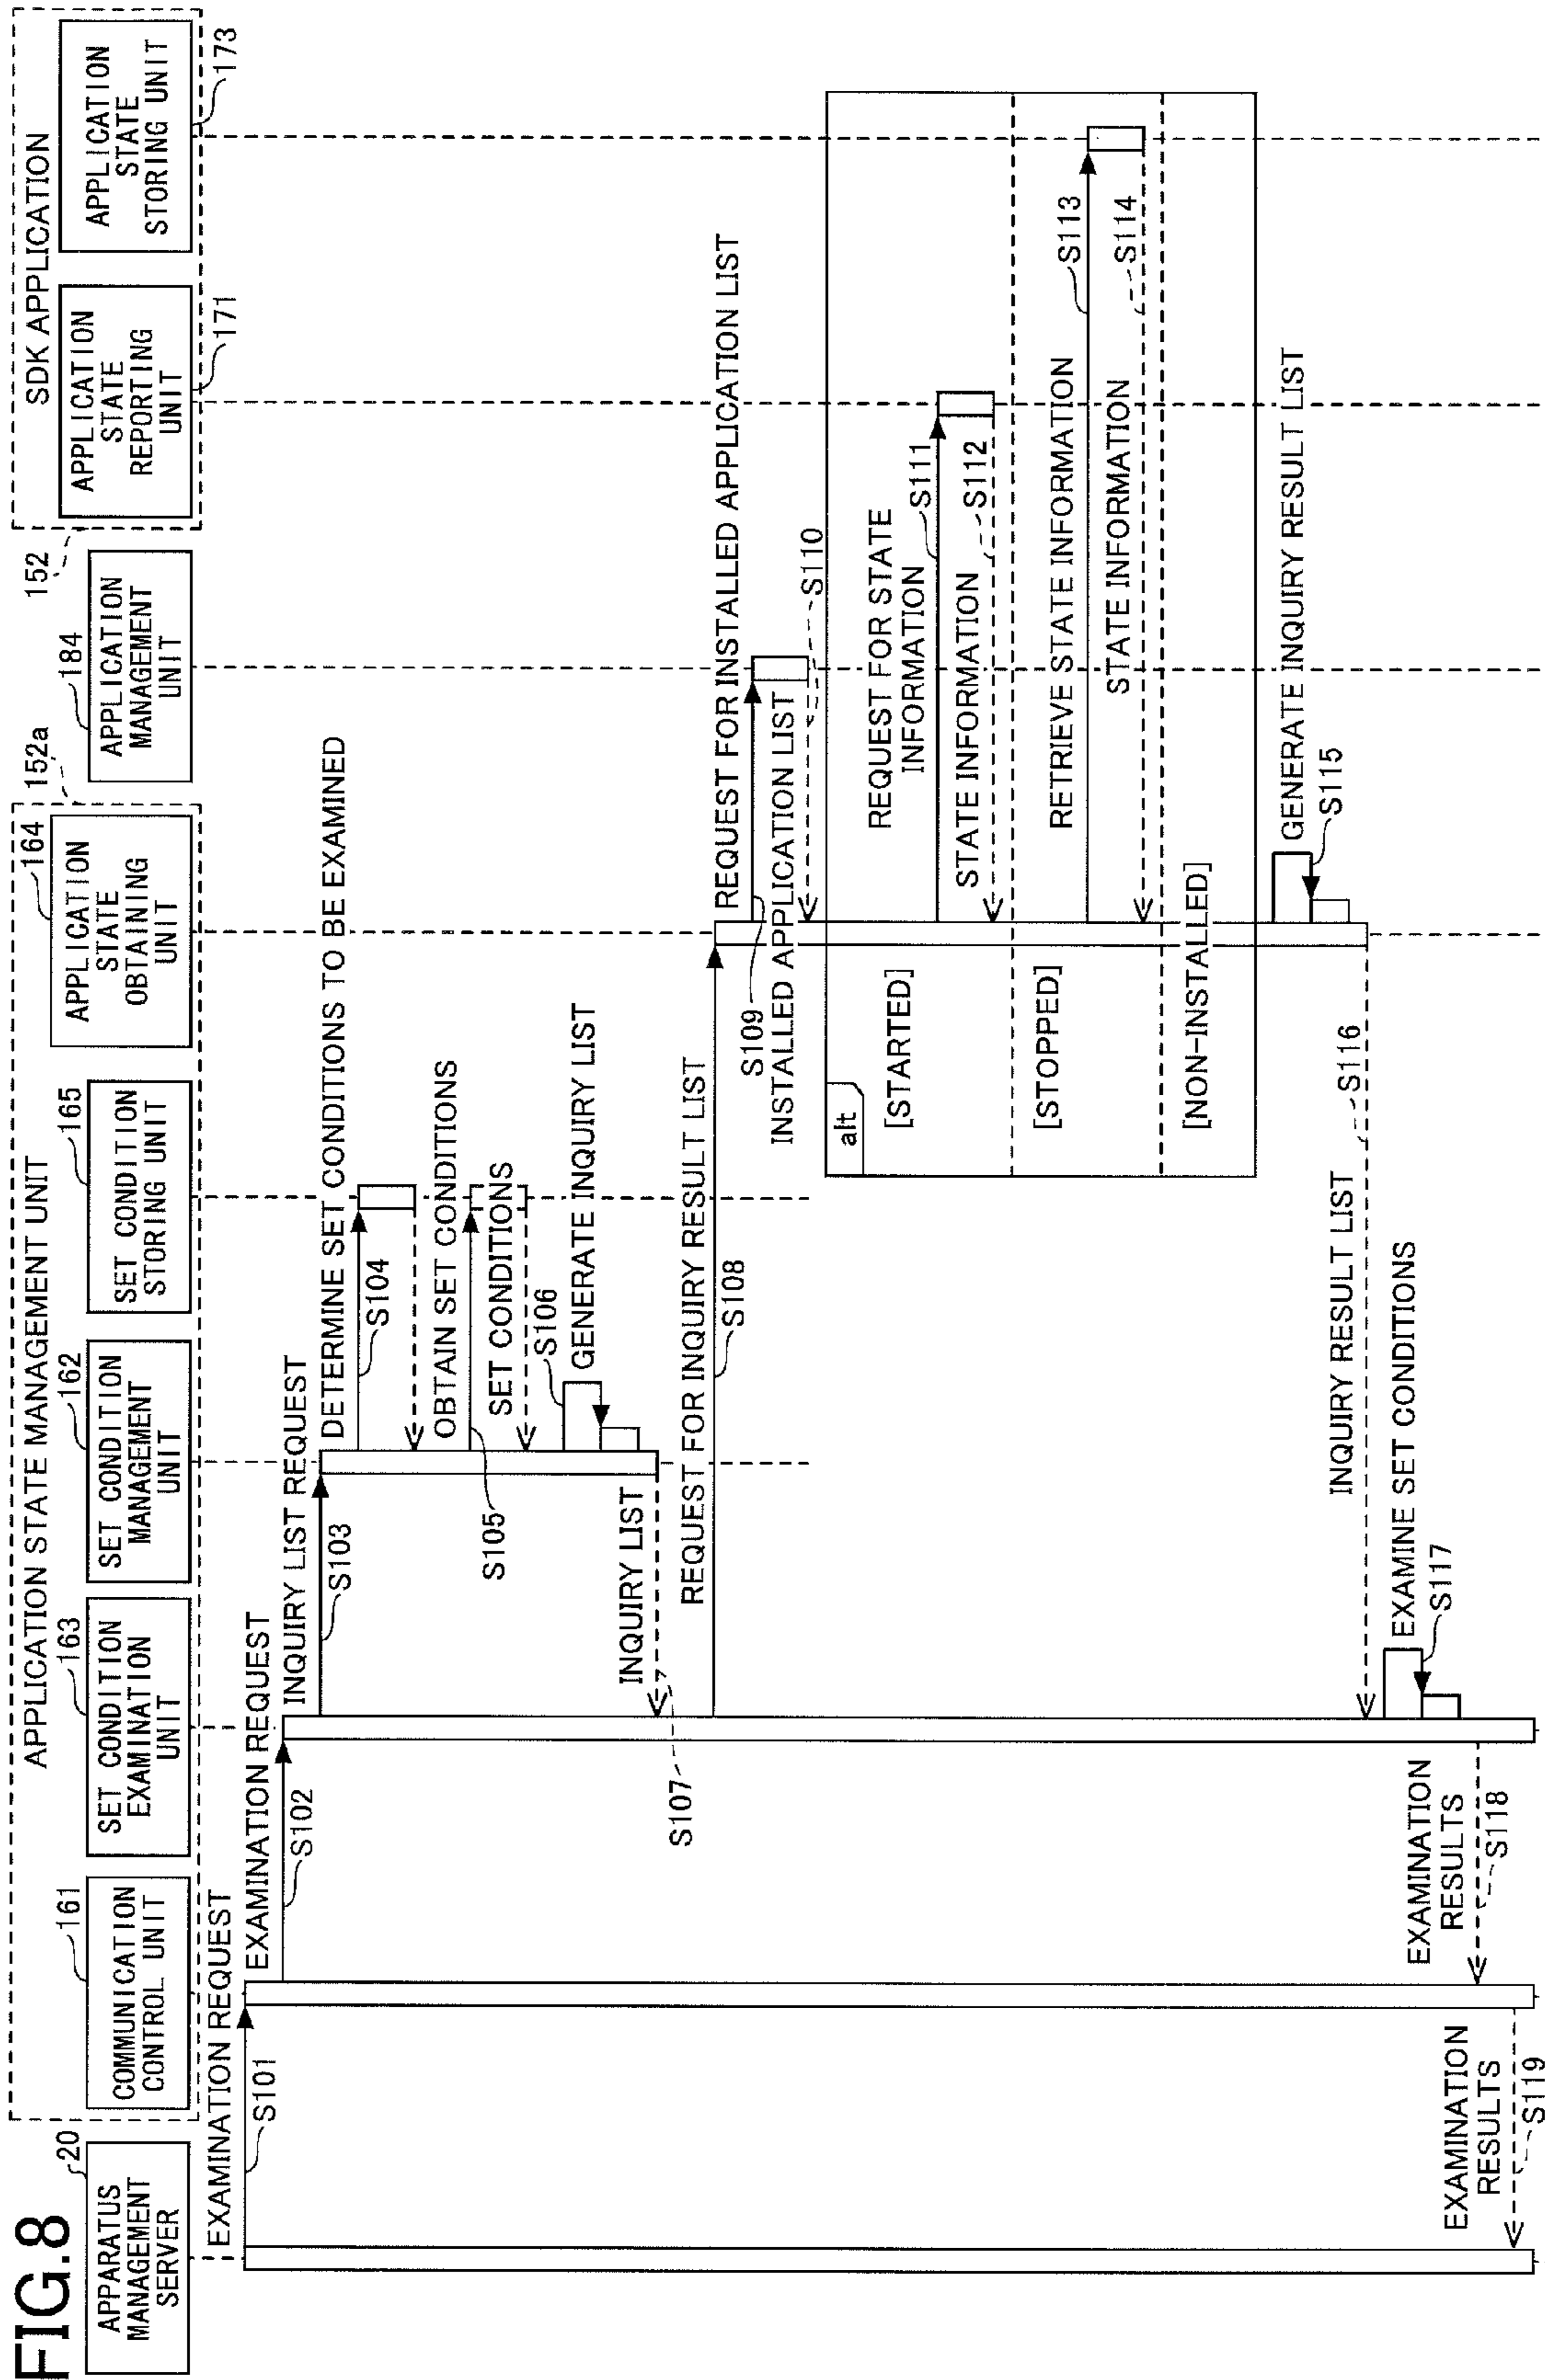 FIG.8
APPLICATION STATE MANAGEMENT UNIT
SDK APPLICATION
20
APPARATUS
MANAGEMENT
SERVER
161
COMMUNICATION
CONTROL UNIT
163
SET CONDITION
EXAMINATION
UNIT
162
SET CONDITION
MANAGEMENT
UNIT
165
SET CONDITION
STORING UNIT
164
APPLICATION
STATE
OBTAINING
UNIT
152a
184
APPLICATION
MANAGEMENT
UNIT
152
APPLICATION
STATE
REPORTING
UNIT
171
APPLICATION
STATE
STORING UNIT
173
EXAMINATION REQUEST
S101
EXAMINATION REQUEST
S102
INQUIRY LIST REQUEST
S103
DETERMINE SET CONDITIONS TO BE EXAMINED
S104
OBTAIN SET CONDITIONS
S105
SET CONDITIONS
S106
GENERATE INQUIRY LIST
INQUIRY LIST
S107
REQUEST FOR INQUIRY RESULT LIST
S108
REQUEST FOR INSTALLED APPLICATION LIST
S109
INSTALLED APPLICATION LIST
S110
alt
[STARTED]
REQUEST FOR STATE
INFORMATION
S111
STATE INFORMATION
S112
[STOPPED]
RETRIEVE STATE INFORMATION
S113
STATE INFORMATION
S114
[NON-INSTALLED]
GENERATE INQUIRY RESULT LIST
S115
INQUIRY RESULT LIST
S116
EXAMINE SET CONDITIONS
S117
EXAMINATION
RESULTS
S118
EXAMINATION
RESULTS
S119